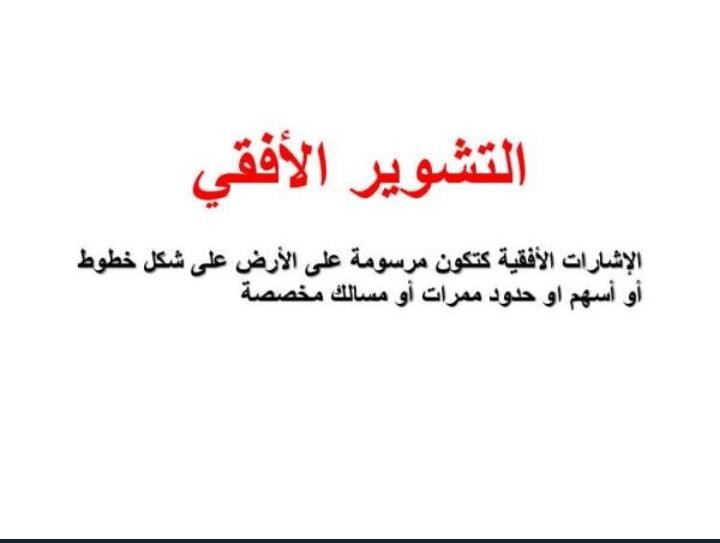 التشوير الأفقي
الإشارات الأفقية كتكون مرسومة على الأرض على شكل خطوط
أو أسهم او حدود ممرات أو مسالك مخصصة